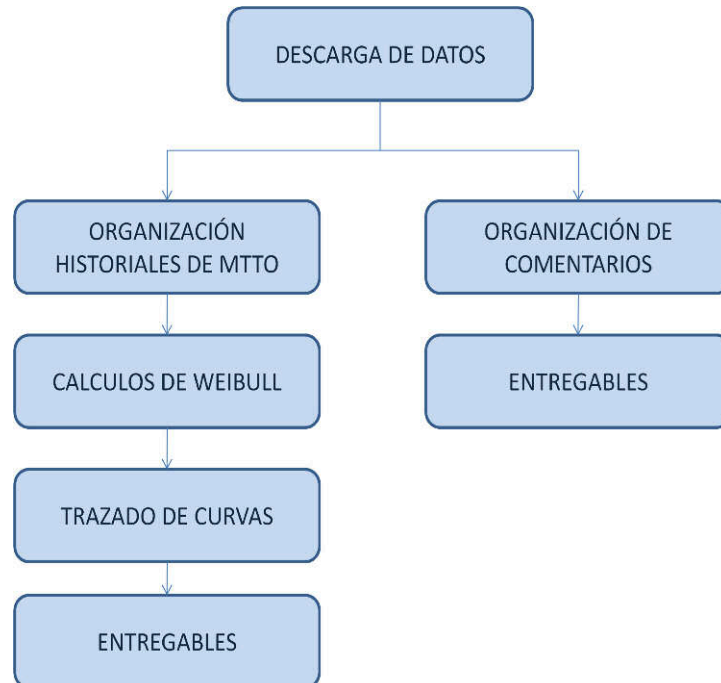 DESCARGA DE DATOS
ORGANIZACIÓN
HISTORIALES DE MTTO
CALCULOS DE WEIBULL
TRAZADO DE CURVAS
ENTREGABLES
ORGANIZACIÓN DE
COMENTARIOS
ENTREGABLES